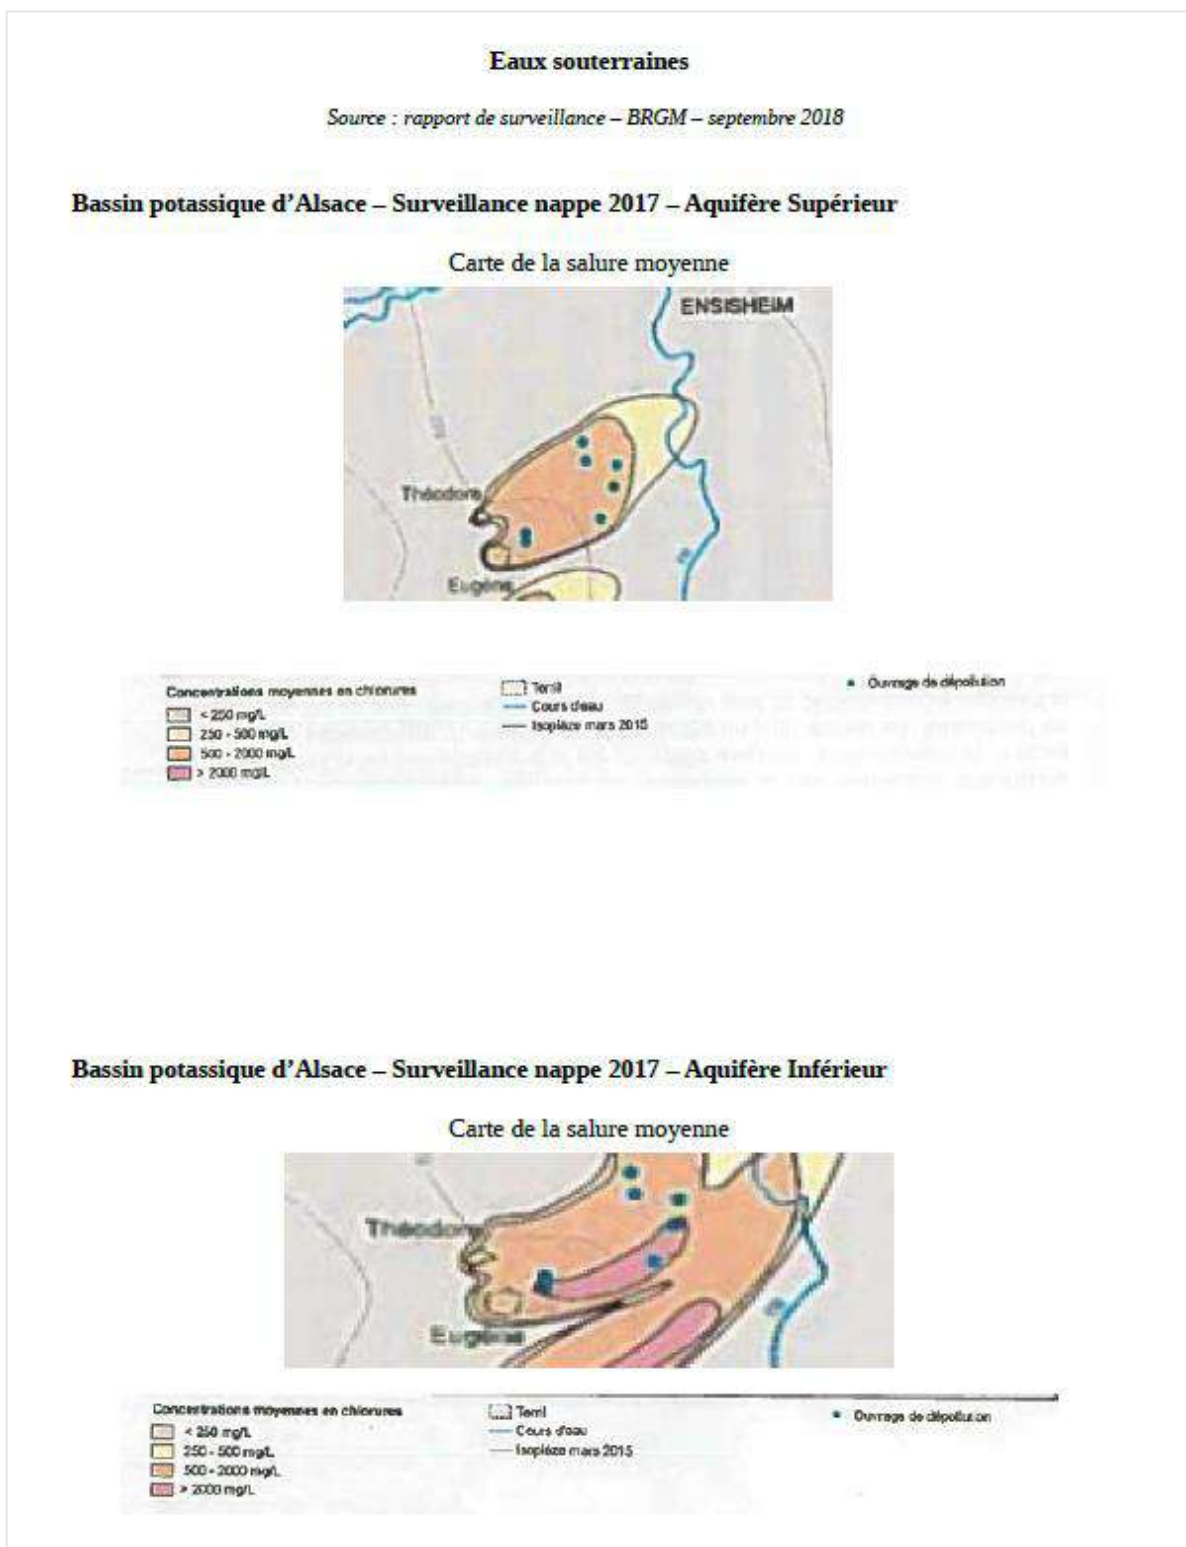 Eaux souterraines
Source : rapport de surveillance – BRGM – septembre 2018
Bassin potassique d’Alsace – Surveillance nappe 2017 – Aquifère Supérieur
Carte de la salure moyenne
ENSISHEIM
Théodore
Eugène
Concentrations moyennes en chlorures
< 250 mg/L
250 - 500 mg/L
500 - 2000 mg/L
> 2000 mg/L
Terril
Cours d'eau
Isopièze mars 2015
Ouvrage de dépollution
Bassin potassique d’Alsace – Surveillance nappe 2017 – Aquifère Inférieur
Carte de la salure moyenne
Théodore
Eugène
Concentrations moyennes en chlorures
< 250 mg/L
250 - 500 mg/L
500 - 2000 mg/L
> 2000 mg/L
Terril
Cours d'eau
Isopièze mars 2015
Ouvrage de dépollution